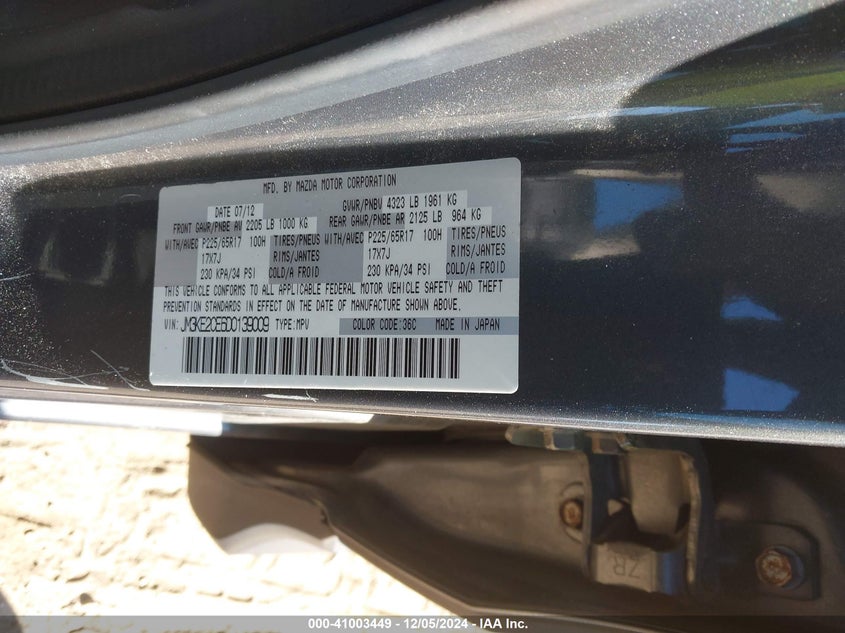 MFD. BY MAZDA MOTOR CORPORATION
DATE 07/12 GVWR/PNBV 4323 LB 1961 KG
FRONT GAWR/PNBE AV 2205 LB 1000 KG REAR GAWR/PNBE AR 2125 LB 964 KG
WITH/AVEC P225/65R17 100H TIRES/PNEUS WITH/AVEC P225/65R17 100H TIRES/PNEUS
17X7J RIMS/JANTES 17X7J RIMS/JANTES
230 KPA/34 PSI COLD/A FROID 230 KPA/34 PSI COLD/A FROID
THIS VEHICLE CONFORMS TO ALL APPLICABLE FEDERAL MOTOR VEHICLE SAFETY AND THEFT
PREVENTION STANDARDS IN EFFECT ON THE DATE OF MANUFACTURE SHOWN ABOVE.
VIN: JM3KE2CE6D0139009 TYPE:MPV COLOR CODE:36C MADE IN JAPAN
7R
000-41003449 - 12/05/2024 - IAA Inc.